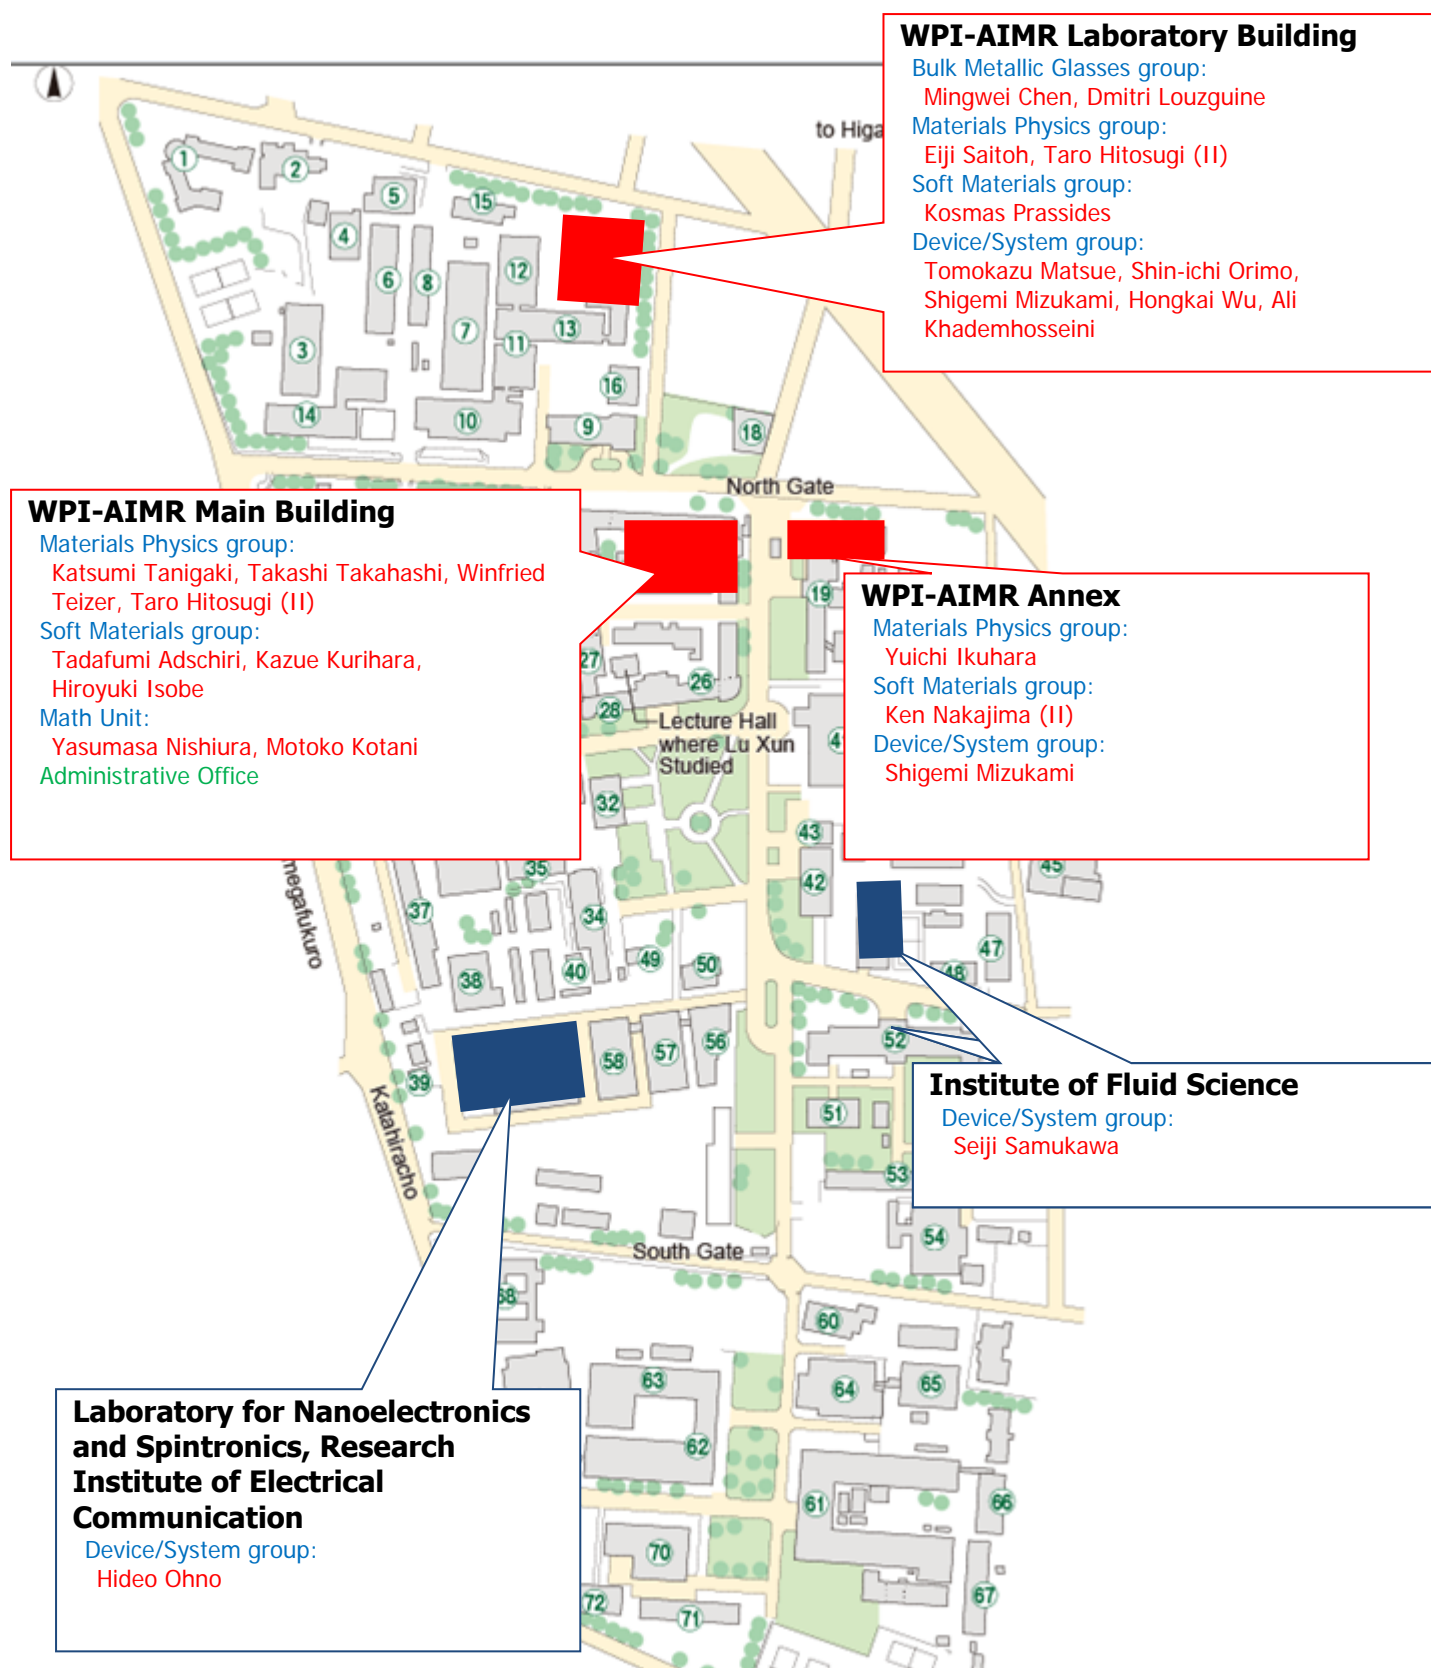 WPI-AIMR Laboratory Building
Bulk Metallic Glasses group:
Mingwei Chen, Dmitri Louzguine
Materials Physics group:
Eiji Saitoh, Taro Hitosugi (II)
Soft Materials group:
Kosmas Prassides
Device/System group:
Tomokazu Matsue, Shin-ichi Orimo,
Shigemi Mizukami, Hongkai Wu, Ali
Khademhosseini
to Higa
1
2
5
15
4
6
8
12
7
13
3
11
16
14
10
9
18
North Gate
WPI-AIMR Main Building
Materials Physics group:
Katsumi Tanigaki, Takashi Takahashi, Winfried
Teizer, Taro Hitosugi (II)
Soft Materials group:
Tadafumi Adschiri, Kazue Kurihara,
Hiroyuki Isobe
Math Unit:
Yasumasa Nishiura, Motoko Kotani
Administrative Office
19
WPI-AIMR Annex
Materials Physics group:
Yuichi Ikuhara
Soft Materials group:
Ken Nakajima (II)
Device/System group:
Shigemi Mizukami
27
26
28
Lecture Hall
where Lu Xun
Studied
32
43
42
45
35
37
34
megafukuro
38
40
49
50
47
48
58
57
56
52
39
Katahiracho
51
53
54
Institute of Fluid Science
Device/System group:
Seiji Samukawa
South Gate
68
60
63
64
65
62
61
66
70
67
72
71
Laboratory for Nanoelectronics
and Spintronics, Research
Institute of Electrical
Communication
Device/System group:
Hideo Ohno